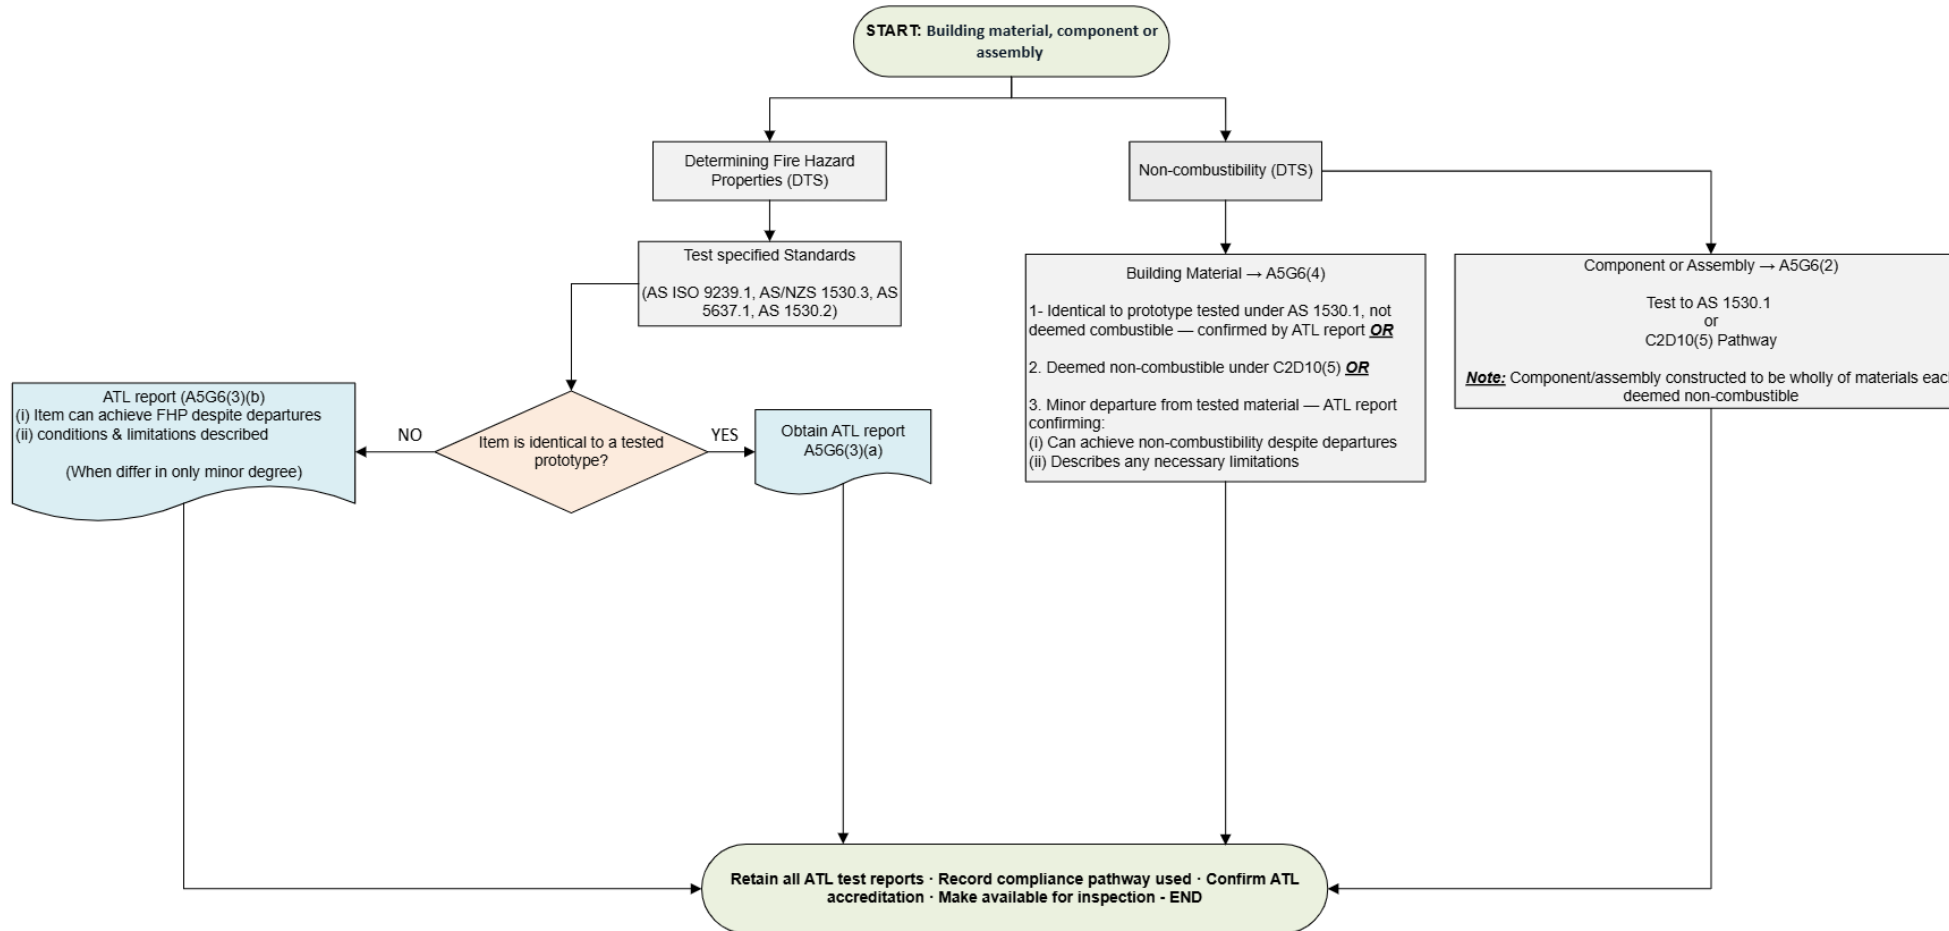 START: Building material, component or
assembly
Determining Fire Hazard
Properties (DTS)
Non-combustibility (DTS)
Test specified Standards
(AS ISO 9239.1, AS/NZS 1530.3, AS
5637.1, AS 1530.2)
Building Material → A5G6(4)
1- Identical to prototype tested under AS 1530.1, not
deemed combustible — confirmed by ATL report OR
2. Deemed non-combustible under C2D10(5) OR
3. Minor departure from tested material — ATL report
confirming:
(i) Can achieve non-combustibility despite departures
(ii) Describes any necessary limitations
Component or Assembly → A5G6(2)
Test to AS 1530.1
or
C2D10(5) Pathway
Note: Component/assembly constructed to be wholly of materials eac
deemed non-combustible
ATL report (A5G6(3)(b)
(i) Item can achieve FHP despite departures
(ii) conditions & limitations described
(When differ in only minor degree)
NO
Item is identical to a tested
prototype?
YES
Obtain ATL report
A5G6(3)(a)
Retain all ATL test reports · Record compliance pathway used · Confirm ATL
accreditation · Make available for inspection - END